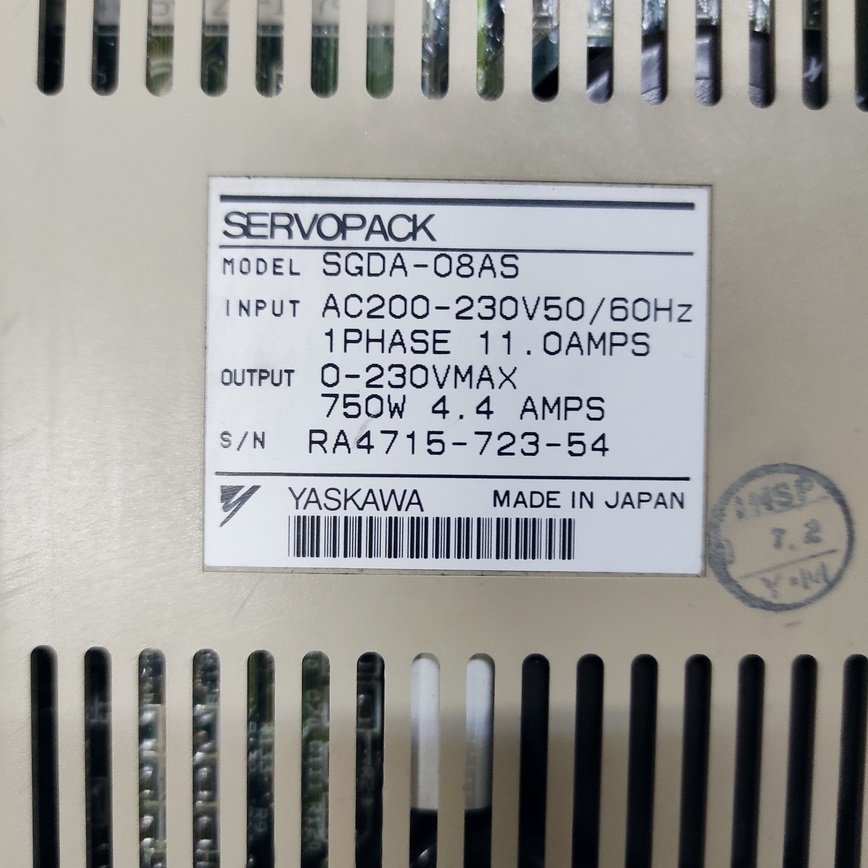 SERVOPACK
MODEL SGDA-08AS
INPUT AC200-230V50/60Hz
1PHASE 11.0AMPS
OUTPUT 0-230VMAX
750W 4.4 AMPS
S/N RA4715-723-54
YASKAWA MADE IN JAPAN
INSP
7.2
Y·M